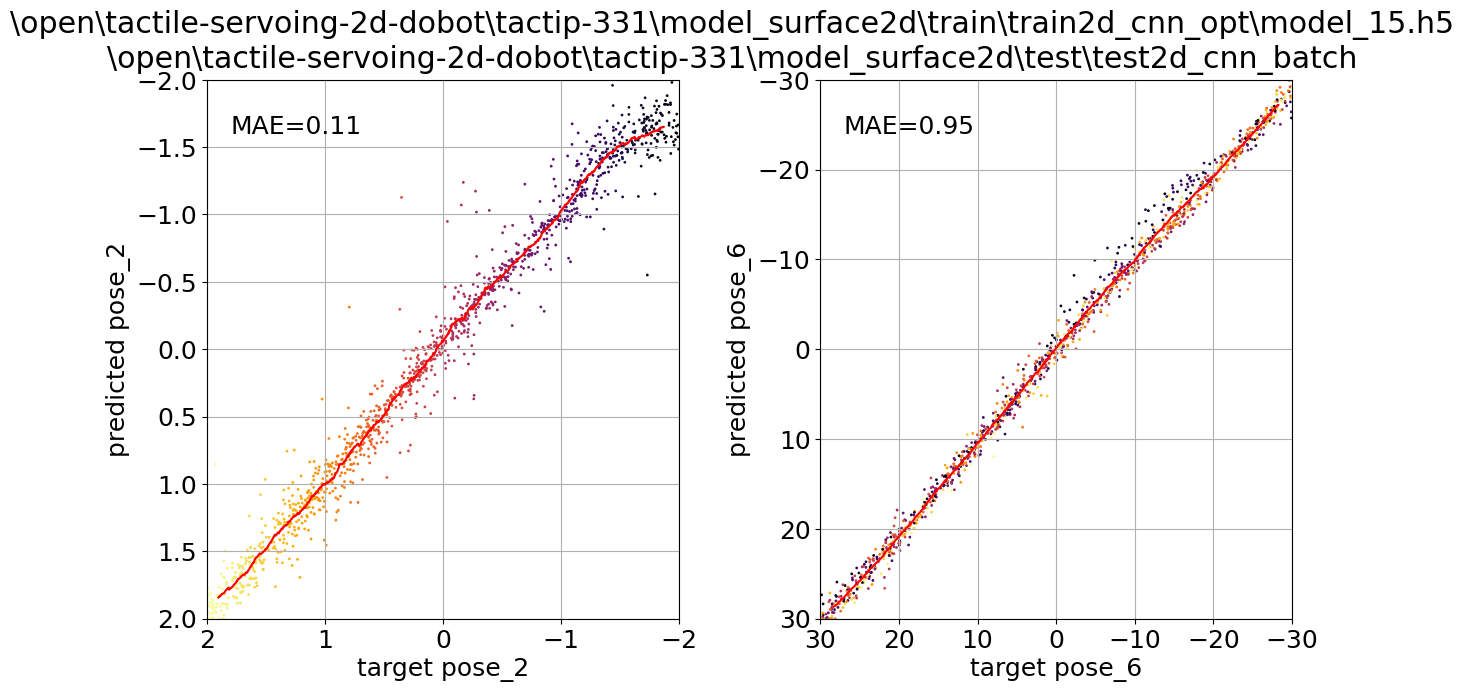 \open\tactile-servoing-2d-dobot\tactip-331\model_surface2d\train\train2d_cnn_opt\model_15.h5
\open\tactile-servoing-2d-dobot\tactip-331\model_surface2d\test\test2d_cnn_batch
MAE=0.11
predicted pose_2
−2.0
−1.5
−1.0
−0.5
0.0
0.5
1.0
1.5
2.0
2 1 0 −1 −2
target pose_2
MAE=0.95
predicted pose_6
−30
−20
−10
0
10
20
30
30 20 10 0 −10 −20 −30
target pose_6